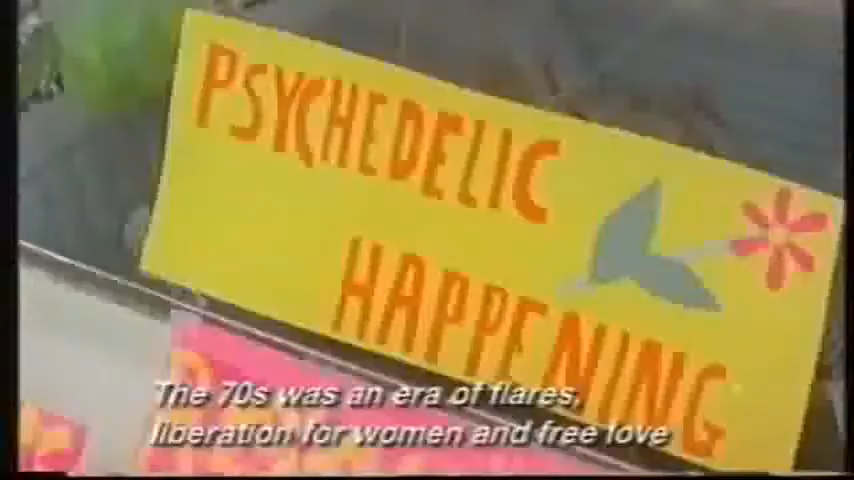 PSYCHEDELIC
HAPPENING
The 70s was an era of flares,
liberation for women and free love